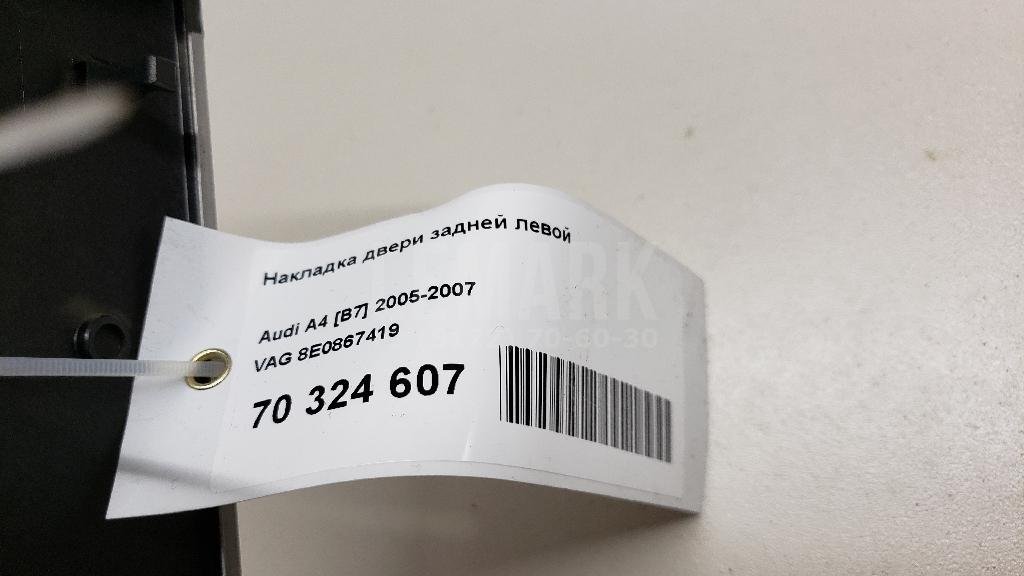 Накладка двери задней левой
Audi A4 [B7] 2005-2007
VAG 8E0867419
70 324 607